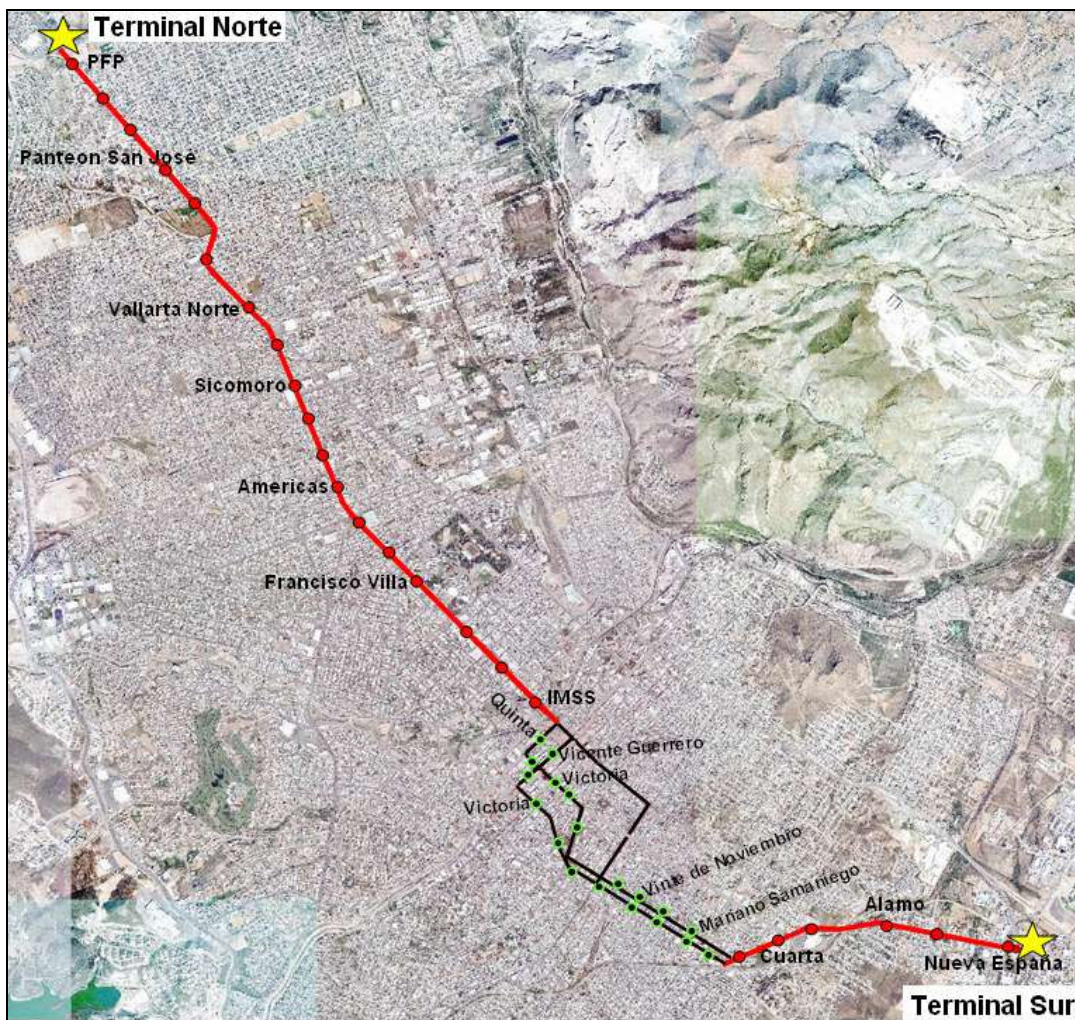 Terminal Norte
PFP
Panteon San José
Vallarta Norte
Sicomoro
Americas
Francisco Villa
IMSS
Quinta
Vicente Guerrero
Victoria
Victoria
Vinte de Noviembro
Mariano Samaniego
Alamo
Cuarta
Nueva España
Terminal Sur